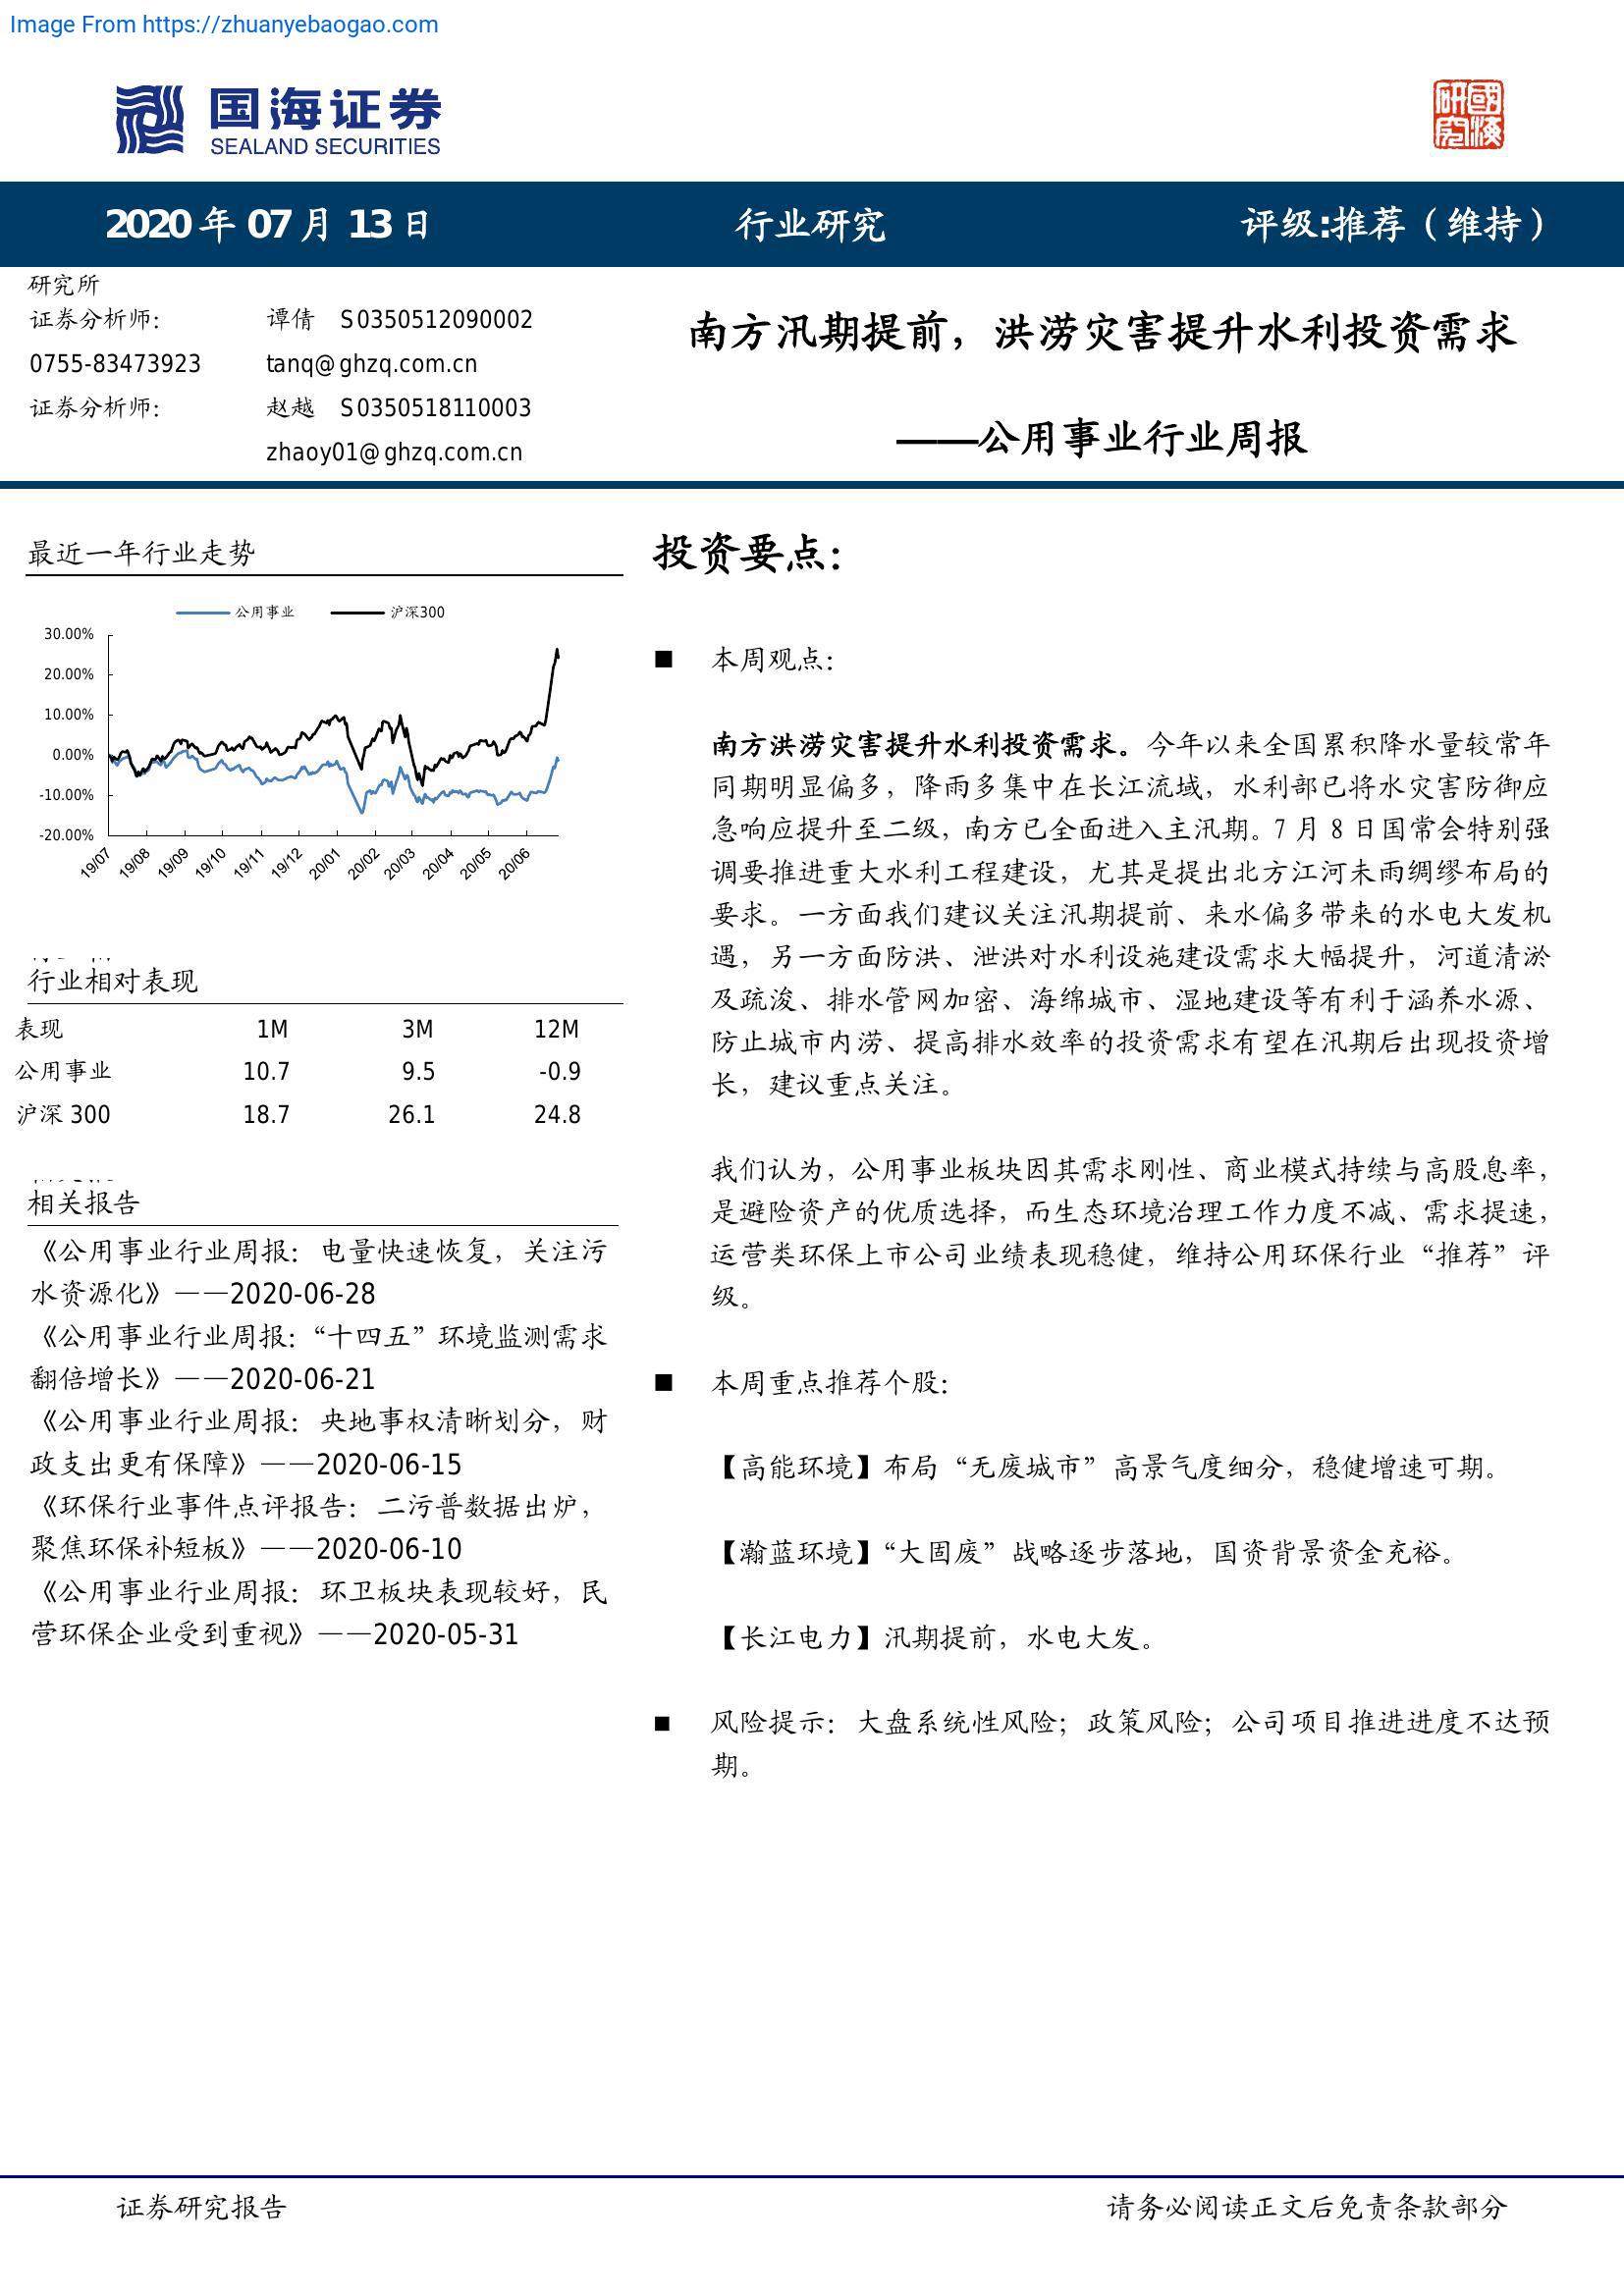 Image From https://zhuanyebaogao.com
国海证券
SEALAND SECURITIES
研究
國海
2020 年 07 月 13 日
行业研究
评级:推荐（维持）
研究所
证券分析师： 谭倩 S0350512090002
0755-83473923 tanq@ghzq.com.cn
证券分析师： 赵越 S0350518110003
zhaoy01@ghzq.com.cn
南方汛期提前，洪涝灾害提升水利投资需求
——公用事业行业周报
最近一年行业走势
公用事业 沪深300
30.00%
20.00%
10.00%
0.00%
-10.00%
-20.00%
19/07 19/08 19/09 19/10 19/11 19/12 20/01 20/02 20/03 20/04 20/05 20/06
行业相对表现
表现 1M 3M 12M
公用事业 10.7 9.5 -0.9
沪深 300 18.7 26.1 24.8
相关报告
《公用事业行业周报：电量快速恢复，关注污
水资源化》——2020-06-28
《公用事业行业周报：“十四五”环境监测需求
翻倍增长》——2020-06-21
《公用事业行业周报：央地事权清晰划分，财
政支出更有保障》——2020-06-15
《环保行业事件点评报告：二污普数据出炉，
聚焦环保补短板》——2020-06-10
《公用事业行业周报：环卫板块表现较好，民
营环保企业受到重视》——2020-05-31
投资要点：
■ 本周观点：
南方洪涝灾害提升水利投资需求。今年以来全国累积降水量较常年
同期明显偏多，降雨多集中在长江流域，水利部已将水灾害防御应
急响应提升至二级，南方已全面进入主汛期。7 月 8 日国常会特别强
调要推进重大水利工程建设，尤其是提出北方江河未雨绸缪布局的
要求。一方面我们建议关注汛期提前、来水偏多带来的水电大发机
遇，另一方面防洪、泄洪对水利设施建设需求大幅提升，河道清淤
及疏浚、排水管网加密、海绵城市、湿地建设等有利于涵养水源、
防止城市内涝、提高排水效率的投资需求有望在汛期后出现投资增
长，建议重点关注。
我们认为，公用事业板块因其需求刚性、商业模式持续与高股息率，
是避险资产的优质选择，而生态环境治理工作力度不减、需求提速，
运营类环保上市公司业绩表现稳健，维持公用环保行业“推荐”评
级。
■ 本周重点推荐个股：
【高能环境】布局“无废城市”高景气度细分，稳健增速可期。
【瀚蓝环境】“大固废”战略逐步落地，国资背景资金充裕。
【长江电力】汛期提前，水电大发。
■ 风险提示：大盘系统性风险；政策风险；公司项目推进进度不达预
期。
证券研究报告
请务必阅读正文后免责条款部分